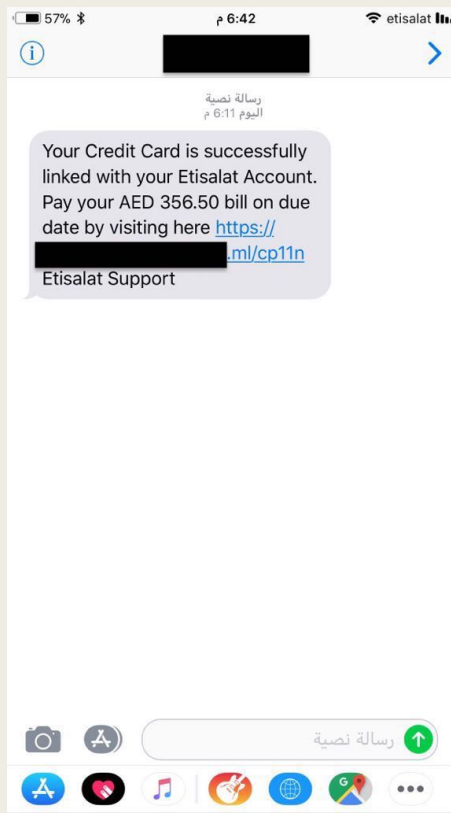 57% 6:42 م etisalat
رسالة نصية
اليوم 6:11 م
Your Credit Card is successfully
linked with your Etisalat Account.
Pay your AED 356.50 bill on due
date by visiting here https://
.ml/cp11n
Etisalat Support
رسالة نصية